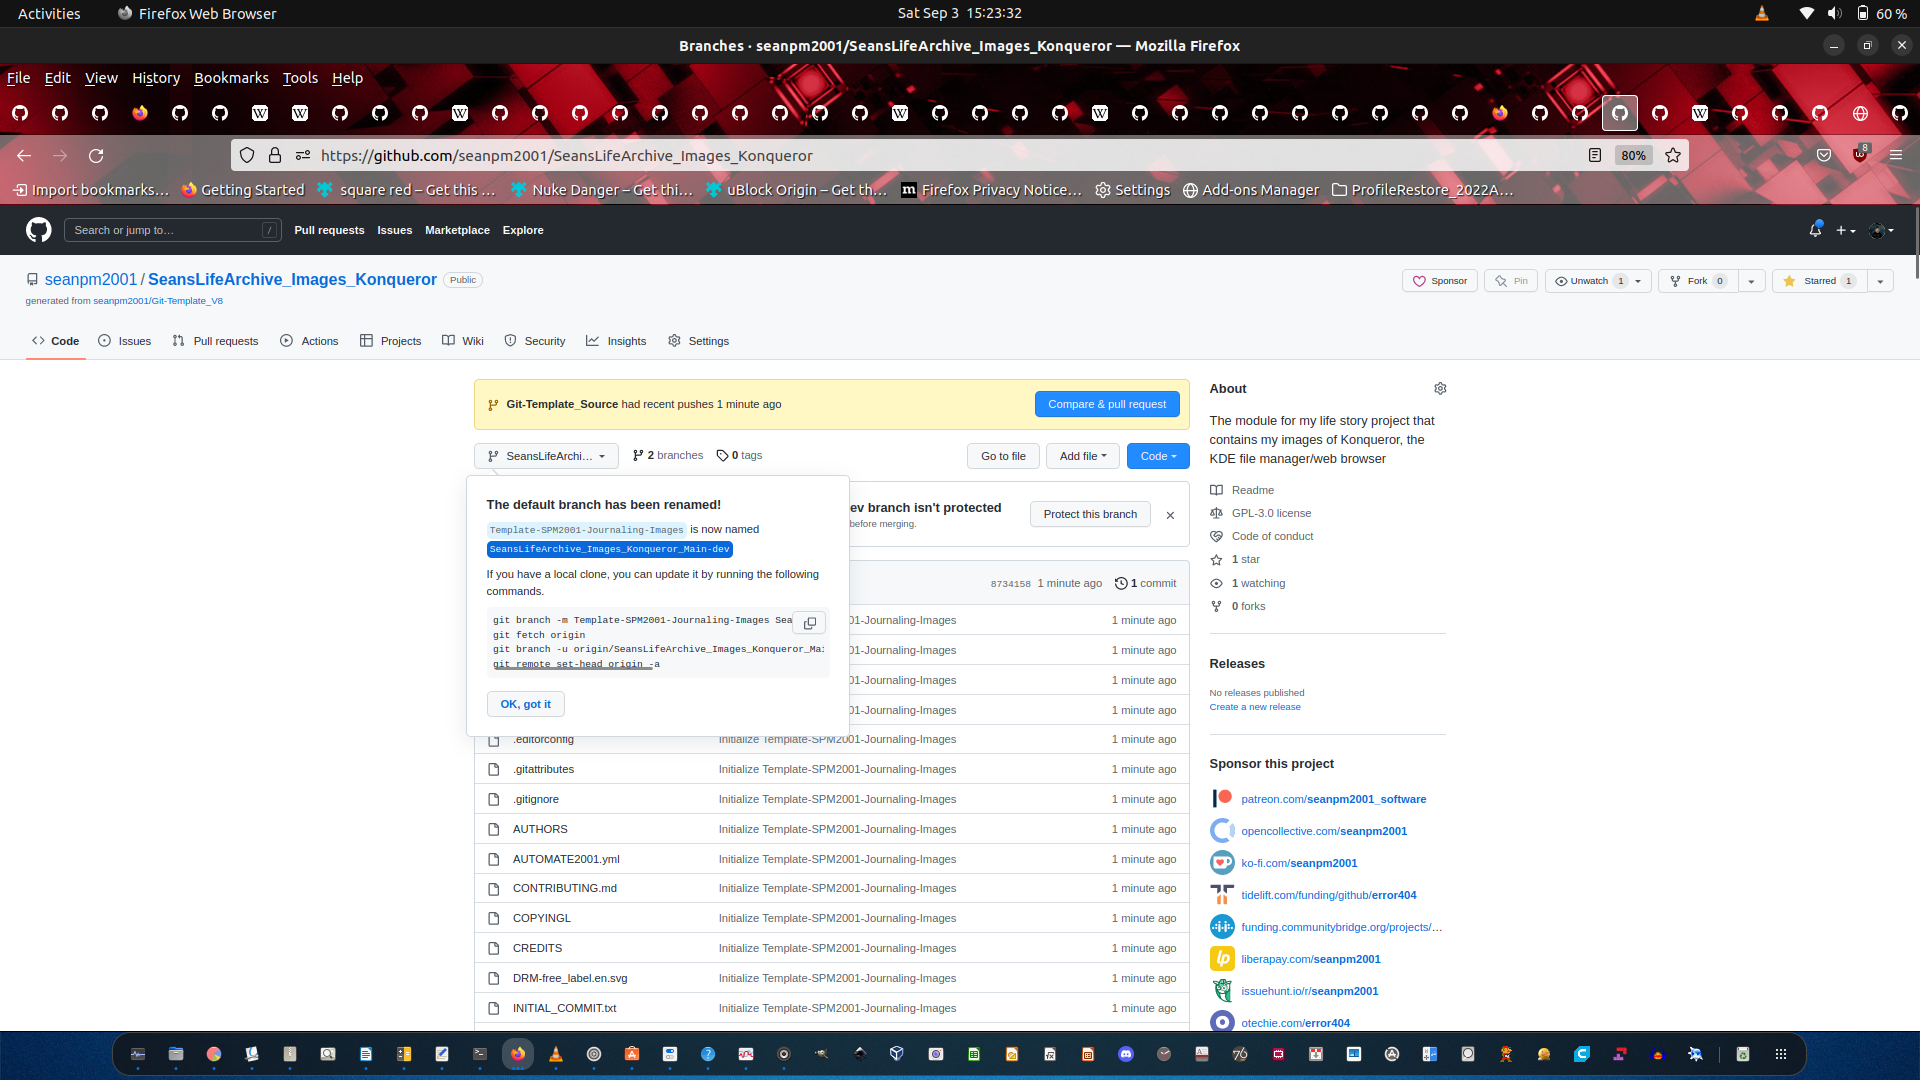 Activities
Firefox Web Browser
Sat Sep 3  15:23:32
60 %
Branches · seanpm2001/SeansLifeArchive_Images_Konqueror — Mozilla Firefox
File Edit View History Bookmarks Tools Help
https://github.com/seanpm2001/SeansLifeArchive_Images_Konqueror
80%
8
Import bookmarks…
Getting Started
square red – Get this …
Nuke Danger – Get thi…
uBlock Origin – Get th…
Firefox Privacy Notice…
Settings
Add-ons Manager
ProfileRestore_2022A…
Search or jump to…
/
Pull requests Issues Marketplace Explore
seanpm2001 / SeansLifeArchive_Images_Konqueror Public
generated from seanpm2001/Git-Template_V8
Sponsor
Pin
Unwatch 1
Fork 0
Starred 1
Code
Issues
Pull requests
Actions
Projects
Wiki
Security
Insights
Settings
Git-Template_Source had recent pushes 1 minute ago
Compare & pull request
SeansLifeArchi…
2 branches
0 tags
Go to file
Add file
Code
The default branch has been renamed!
Template-SPM2001-Journaling-Images is now named
SeansLifeArchive_Images_Konqueror_Main-dev
If you have a local clone, you can update it by running the following
commands.
git branch -m Template-SPM2001-Journaling-Images Sea
git fetch origin
git branch -u origin/SeansLifeArchive_Images_Konqueror_Mai
git remote set-head origin -a
OK, got it
ev branch isn't protected
before merging.
Protect this branch
8734158 1 minute ago
1 commit
01-Journaling-Images 1 minute ago
01-Journaling-Images 1 minute ago
01-Journaling-Images 1 minute ago
01-Journaling-Images 1 minute ago
.editorconfig Initialize Template-SPM2001-Journaling-Images 1 minute ago
.gitattributes Initialize Template-SPM2001-Journaling-Images 1 minute ago
.gitignore Initialize Template-SPM2001-Journaling-Images 1 minute ago
AUTHORS Initialize Template-SPM2001-Journaling-Images 1 minute ago
AUTOMATE2001.yml Initialize Template-SPM2001-Journaling-Images 1 minute ago
CONTRIBUTING.md Initialize Template-SPM2001-Journaling-Images 1 minute ago
COPYINGL Initialize Template-SPM2001-Journaling-Images 1 minute ago
CREDITS Initialize Template-SPM2001-Journaling-Images 1 minute ago
DRM-free_label.en.svg Initialize Template-SPM2001-Journaling-Images 1 minute ago
INITIAL_COMMIT.txt Initialize Template-SPM2001-Journaling-Images 1 minute ago
About
The module for my life story project that
contains my images of Konqueror, the
KDE file manager/web browser
Readme
GPL-3.0 license
Code of conduct
1 star
1 watching
0 forks
Releases
No releases published
Create a new release
Sponsor this project
patreon.com/seanpm2001_software
opencollective.com/seanpm2001
ko-fi.com/seanpm2001
tidelift.com/funding/github/error404
funding.communitybridge.org/projects/…
liberapay.com/seanpm2001
issuehunt.io/r/seanpm2001
otechie.com/error404